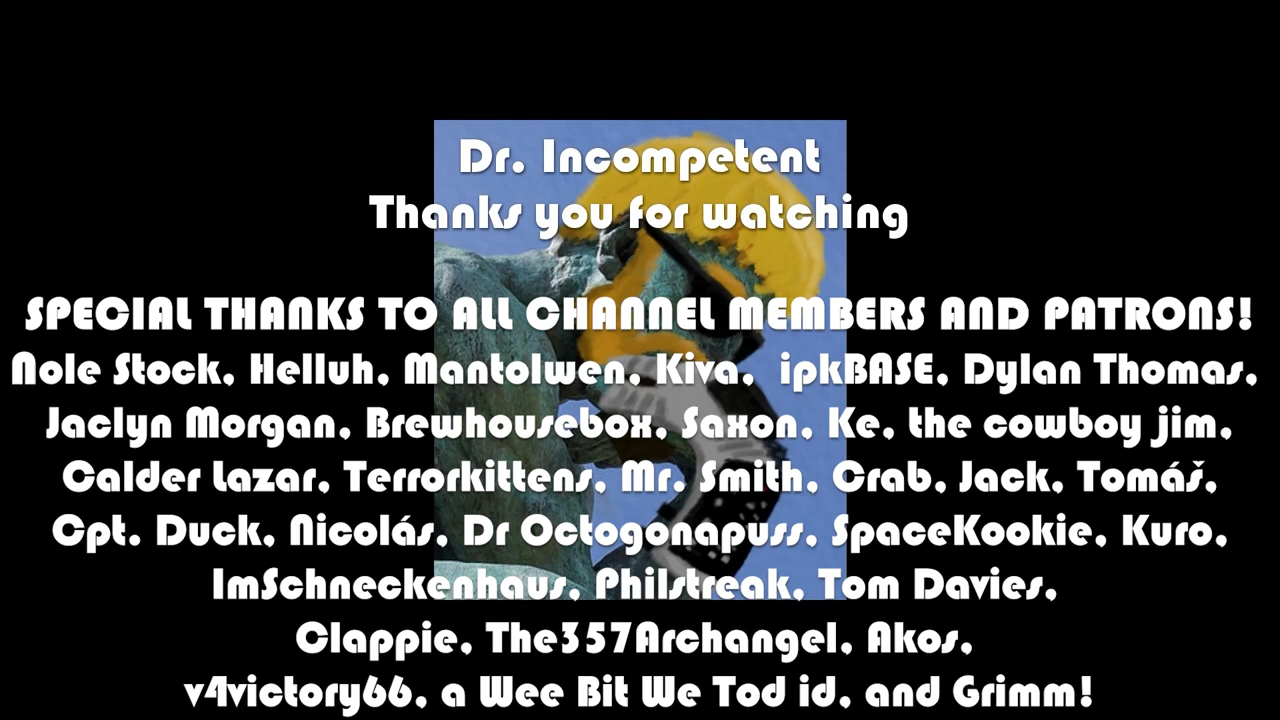 Dr. Incompetent
Thanks you for watching
SPECIAL THANKS TO ALL CHANNEL MEMBERS AND PATRONS!
Nole Stock, Helluh, Mantolwen, Kiva,  ipkBASE, Dylan Thomas,
Jaclyn Morgan, Brewhousebox, Saxon, Ke, the cowboy jim,
Calder Lazar, Terrorkittens, Mr. Smith, Crab, Jack, Tomáš,
Cpt. Duck, Nicolás, Dr Octogonapuss, SpaceKookie, Kuro,
ImSchneckenhaus, Philstreak, Tom Davies,
Clappie, The357Archangel, Akos,
v4victory66, a Wee Bit We Tod id, and Grimm!